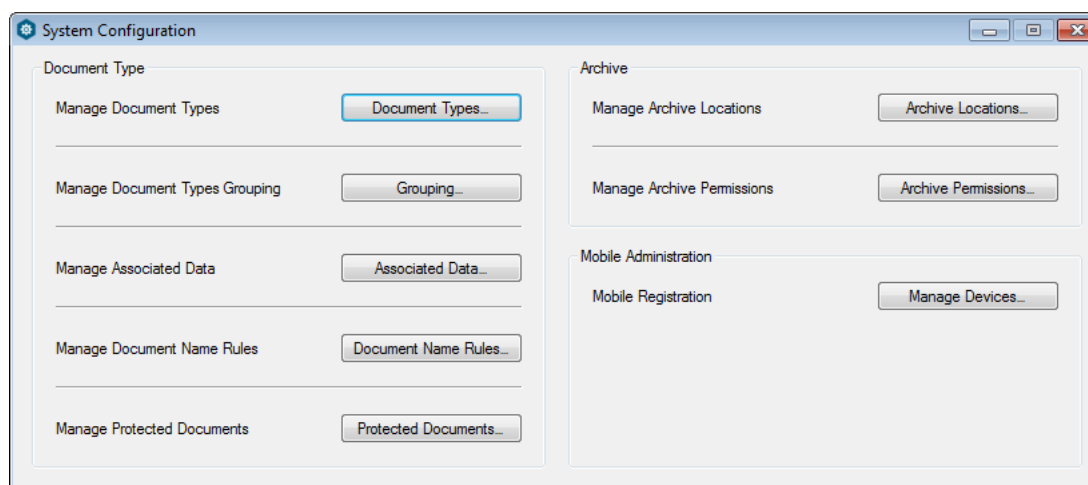 System Configuration
Document Type
Manage Document Types
Document Types...
Manage Document Types Grouping
Grouping...
Manage Associated Data
Associated Data...
Manage Document Name Rules
Document Name Rules...
Manage Protected Documents
Protected Documents...
Archive
Manage Archive Locations
Archive Locations...
Manage Archive Permissions
Archive Permissions...
Mobile Administration
Mobile Registration
Manage Devices...